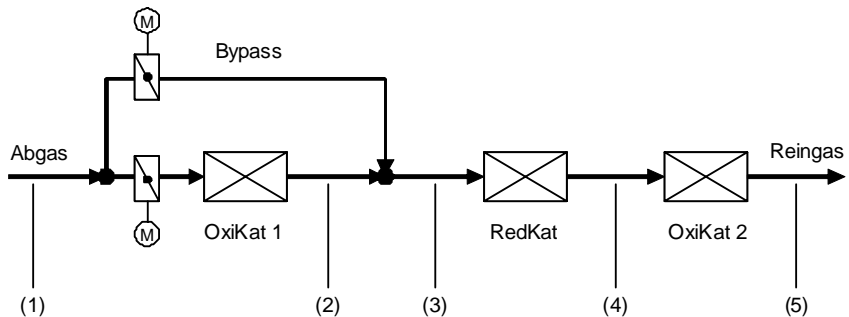 M
Bypass
Abgas
Reingas
M
OxiKat 1
RedKat
OxiKat 2
(1)
(2)
(3)
(4)
(5)